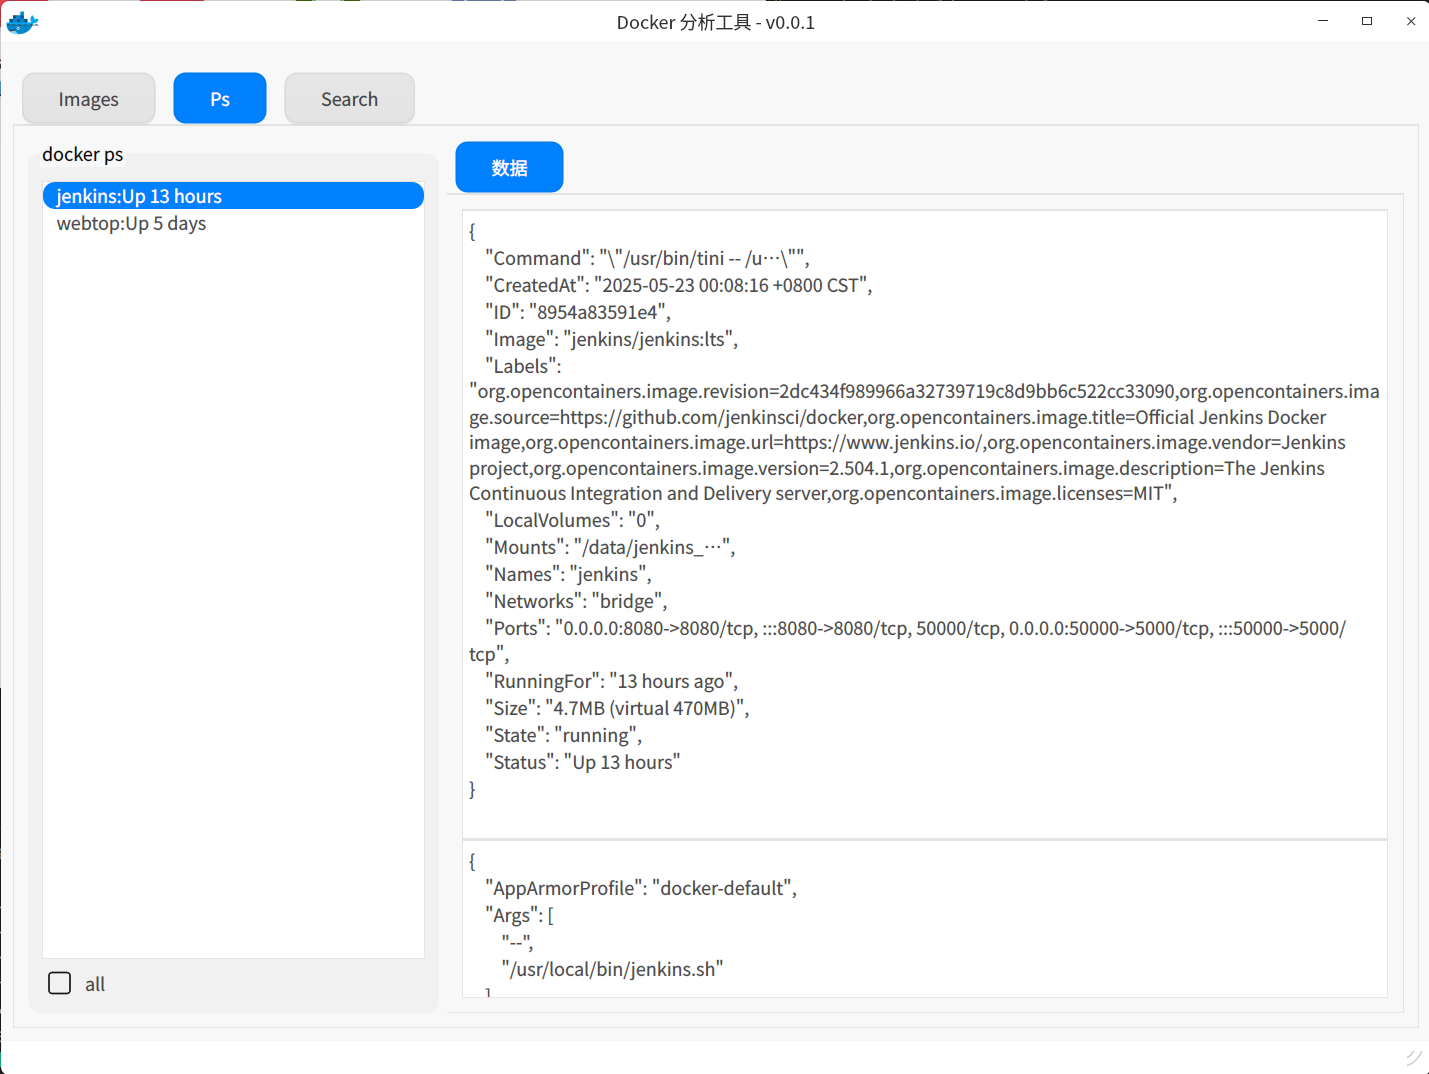 Docker 分析工具 - v0.0.1
Images
Ps
Search
docker ps
jenkins:Up 13 hours
webtop:Up 5 days
all
数据
{
"Command": "\"/usr/bin/tini -- /u…\"",
"CreatedAt": "2025-05-23 00:08:16 +0800 CST",
"ID": "8954a83591e4",
"Image": "jenkins/jenkins:lts",
"Labels":
"org.opencontainers.image.revision=2dc434f989966a32739719c8d9bb6c522cc33090,org.opencontainers.ima
ge.source=https://github.com/jenkinsci/docker,org.opencontainers.image.title=Official Jenkins Docker
image,org.opencontainers.image.url=https://www.jenkins.io/,org.opencontainers.image.vendor=Jenkins
project,org.opencontainers.image.version=2.504.1,org.opencontainers.image.description=The Jenkins
Continuous Integration and Delivery server,org.opencontainers.image.licenses=MIT",
"LocalVolumes": "0",
"Mounts": "/data/jenkins_…",
"Names": "jenkins",
"Networks": "bridge",
"Ports": "0.0.0.0:8080->8080/tcp, :::8080->8080/tcp, 50000/tcp, 0.0.0.0:50000->5000/tcp, :::50000->5000/
tcp",
"RunningFor": "13 hours ago",
"Size": "4.7MB (virtual 470MB)",
"State": "running",
"Status": "Up 13 hours"
}
{
"AppArmorProfile": "docker-default",
"Args": [
"--",
"/usr/local/bin/jenkins.sh"
]